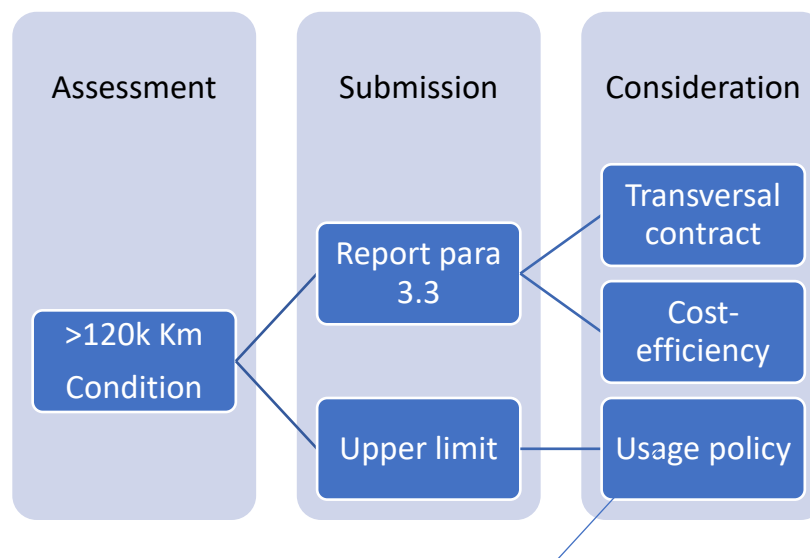 Assessment
Submission
Consideration
>120k Km
Condition
Report para
3.3
Upper limit
Transversal
contract
Cost-
efficiency
Usage policy